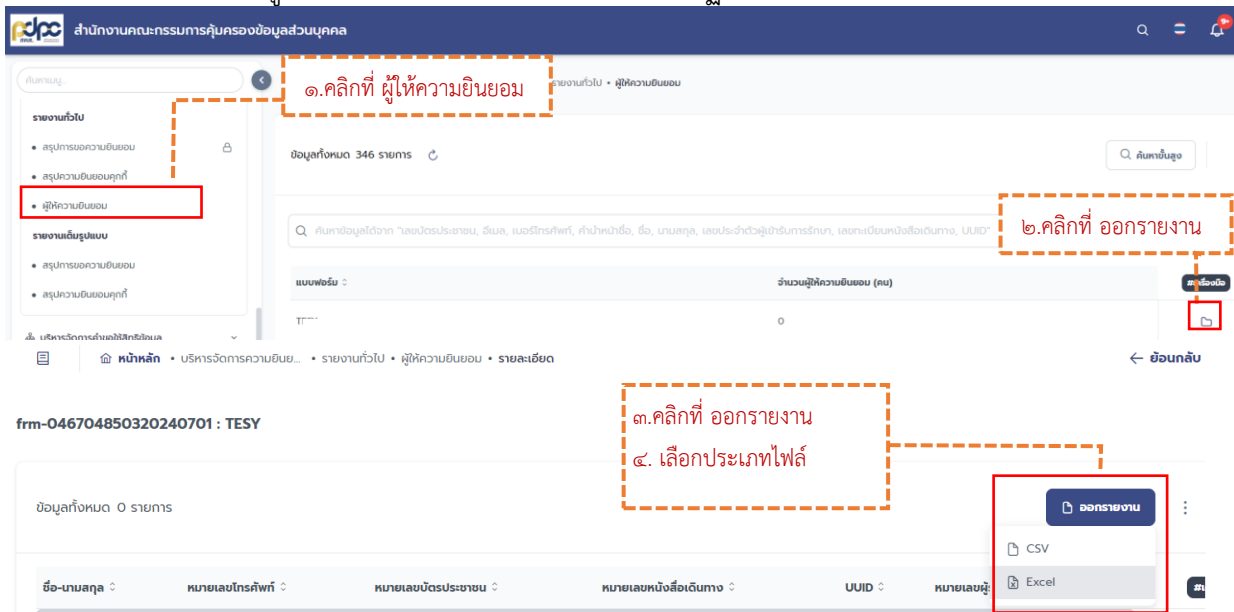 pdpc สำนักงานคณะกรรมการคุ้มครองข้อมูลส่วนบุคคล
9+
ค้นหาเมนู...
๑.คลิกที่ ผู้ให้ความยินยอม
รายงานทั่วไป • ผู้ให้ความยินยอม
รายงานทั่วไป
• สรุปการขอความยินยอม
ข้อมูลทั้งหมด 346 รายการ
ค้นหาขั้นสูง
• สรุปความยินยอมคุกกี้
• ผู้ให้ความยินยอม
๒.คลิกที่ ออกรายงาน
ค้นหาข้อมูลได้จาก "เลขบัตรประชาชน, อีเมล, เบอร์โทรศัพท์, คำนำหน้าชื่อ, ชื่อ, นามสกุล, เลขประจำตัวผู้เข้ารับการรักษา, เลขทะเบียนหนังสือเดินทาง, UUID"
รายงานเต็มรูปแบบ
• สรุปการขอความยินยอม
• สรุปความยินยอมคุกกี้
แบบฟอร์ม
จำนวนผู้ให้ความยินยอม (คน)
#เครื่องมือ
0
บริหารจัดการคำขอใช้สิทธิข้อมูล
หน้าหลัก • บริหารจัดการความยินย... • รายงานทั่วไป • ผู้ให้ความยินยอม • รายละเอียด
← ย้อนกลับ
frm-046704850320240701 : TESY
๓.คลิกที่ ออกรายงาน
๔. เลือกประเภทไฟล์
ข้อมูลทั้งหมด 0 รายการ
ออกรายงาน
CSV
Excel
ชื่อ-นามสกุล
หมายเลขโทรศัพท์
หมายเลขบัตรประชาชน
หมายเลขหนังสือเดินทาง
UUID